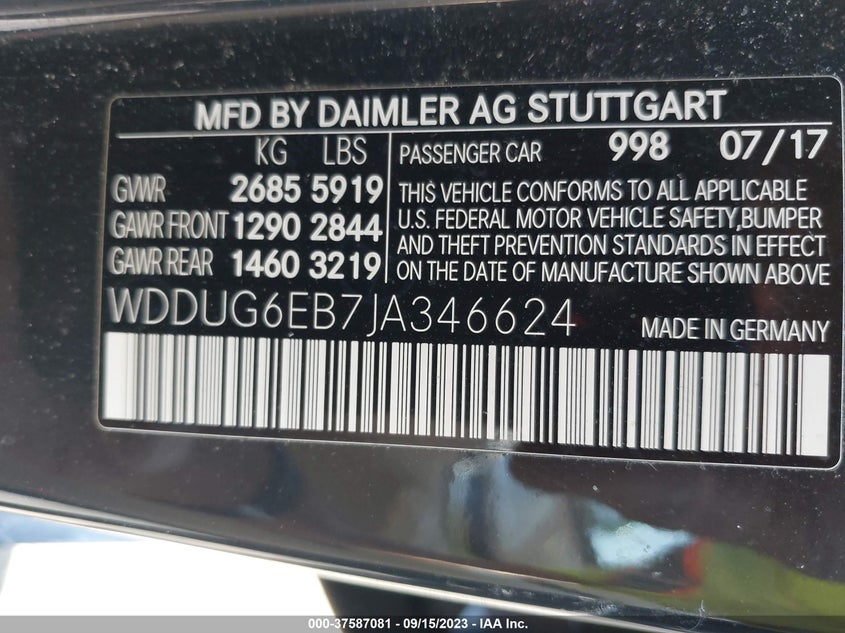 MFD BY DAIMLER AG STUTTGART
KG LBS
GVWR 2685 5919
GAWR FRONT 1290 2844
GAWR REAR 1460 3219
PASSENGER CAR 998 07/17
THIS VEHICLE CONFORMS TO ALL APPLICABLE
U.S. FEDERAL MOTOR VEHICLE SAFETY,BUMPER
AND THEFT PREVENTION STANDARDS IN EFFECT
ON THE DATE OF MANUFACTURE SHOWN ABOVE
WDDUG6EB7JA346624 MADE IN GERMANY
000-37587081 - 09/15/2023 - IAA Inc.